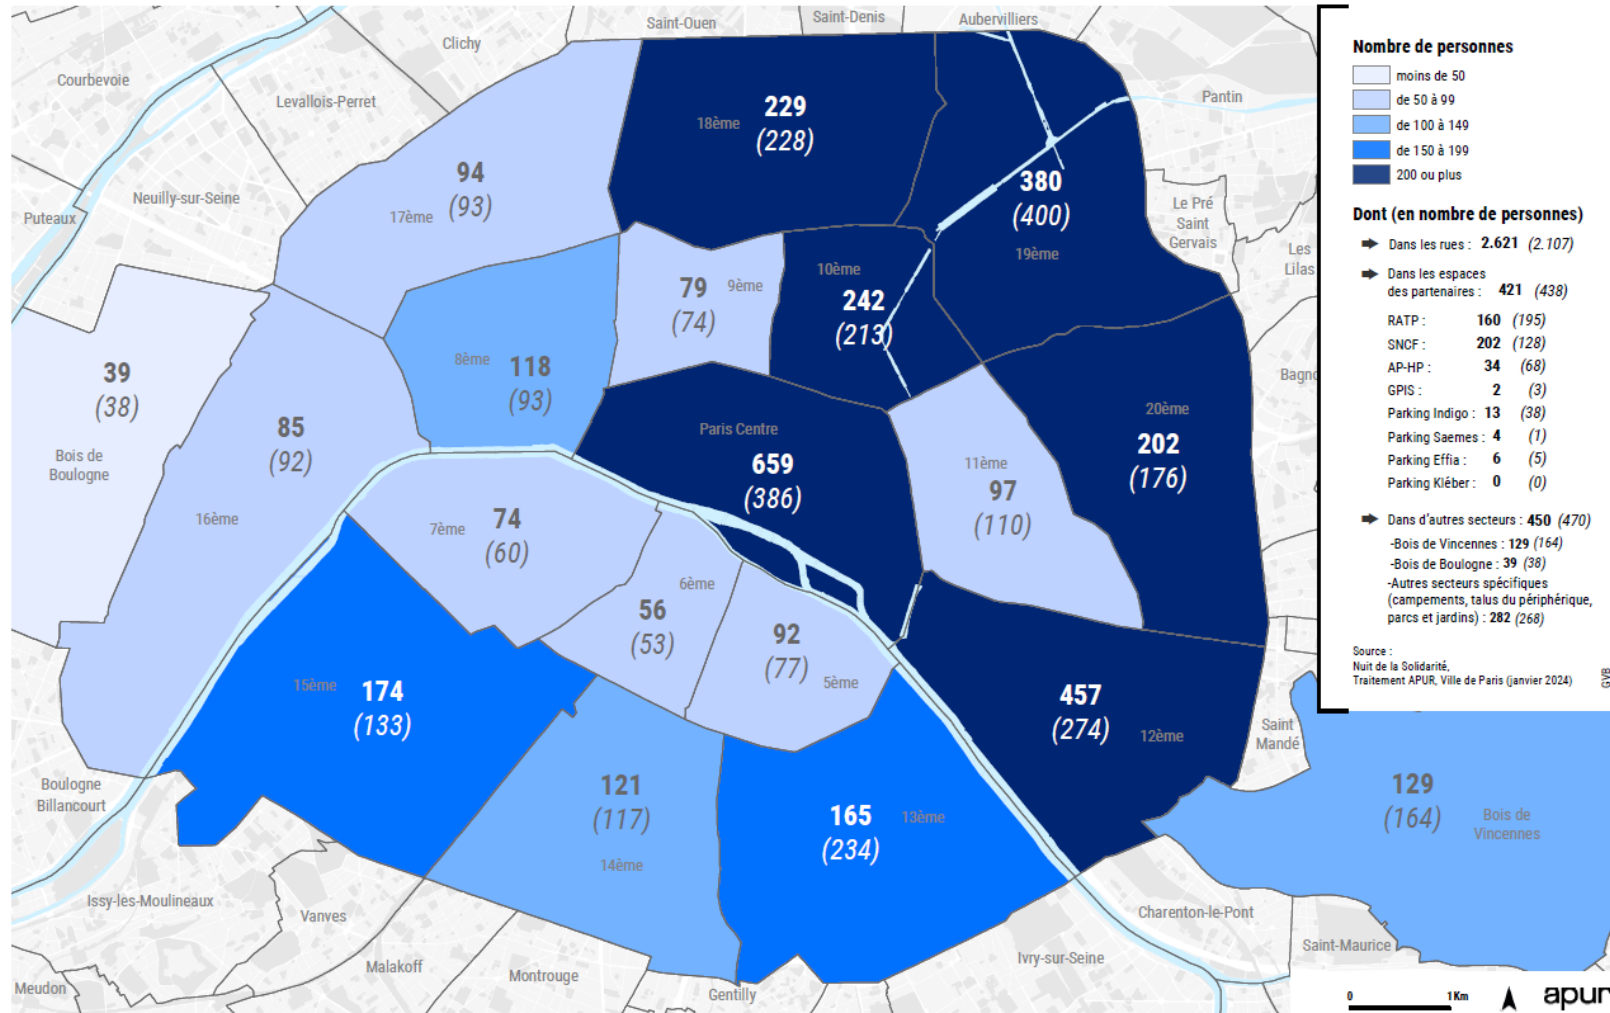 Saint-Ouen
Saint-Denis
Aubervilliers
Clichy
Courbevoie
Levallois-Perret
Pantin
Neuilly-sur-Seine
Puteaux
Le Pré
Saint
Gervais
Les
Lilas
Bagno
18ème
229
(228)
94
(93)
17ème
380
(400)
19ème
79
9ème
(74)
10ème
242
(213)
8ème
118
(93)
39
(38)
Bois de
Boulogne
85
(92)
16ème
Paris Centre
659
(386)
11ème
97
(110)
20ème
202
(176)
7ème
74
(60)
6ème
56
(53)
92
(77)
5ème
15ème
174
(133)
457
(274)
12ème
Saint
Mandé
121
(117)
14ème
165
13ème
(234)
129
(164)
Bois de
Vincennes
Boulogne
Billancourt
Issy-les-Moulineaux
Vanves
Malakoff
Montrouge
Meudon
Gentilly
Ivry-sur-Seine
Charenton-le-Pont
Saint-Maurice
Nombre de personnes
moins de 50
de 50 à 99
de 100 à 149
de 150 à 199
200 ou plus
Dont (en nombre de personnes)
Dans les rues : 2.621 (2.107)
Dans les espaces
des partenaires : 421 (438)
RATP : 160 (195)
SNCF : 202 (128)
AP-HP : 34 (68)
GPIS : 2 (3)
Parking Indigo : 13 (38)
Parking Saemes : 4 (1)
Parking Effia : 6 (5)
Parking Kléber : 0 (0)
Dans d'autres secteurs : 450 (470)
-Bois de Vincennes : 129 (164)
-Bois de Boulogne : 39 (38)
-Autres secteurs spécifiques
(campements, talus du périphérique,
parcs et jardins) : 282 (268)
Source :
Nuit de la Solidarité,
Traitement APUR, Ville de Paris (janvier 2024)
GVB
0 1 Km
apur